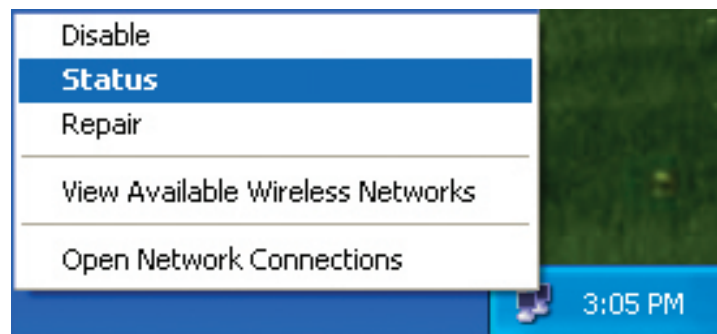 Disable
Status
Repair
View Available Wireless Networks
Open Network Connections
3:05 PM